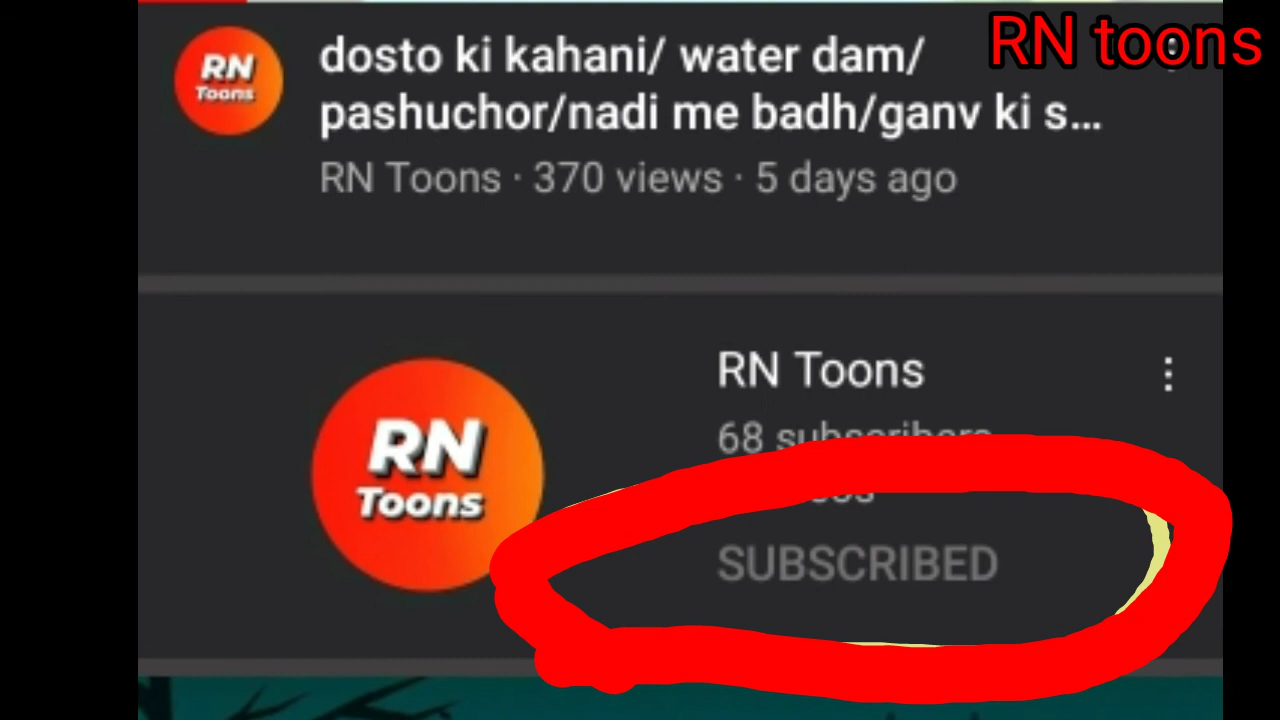 RN toons
RN
Toons
dosto ki kahani/ water dam/
pashuchor/nadi me badh/ganv ki s...
RN Toons · 370 views · 5 days ago
RN
Toons
RN Toons
68 subscribers
SUBSCRIBED